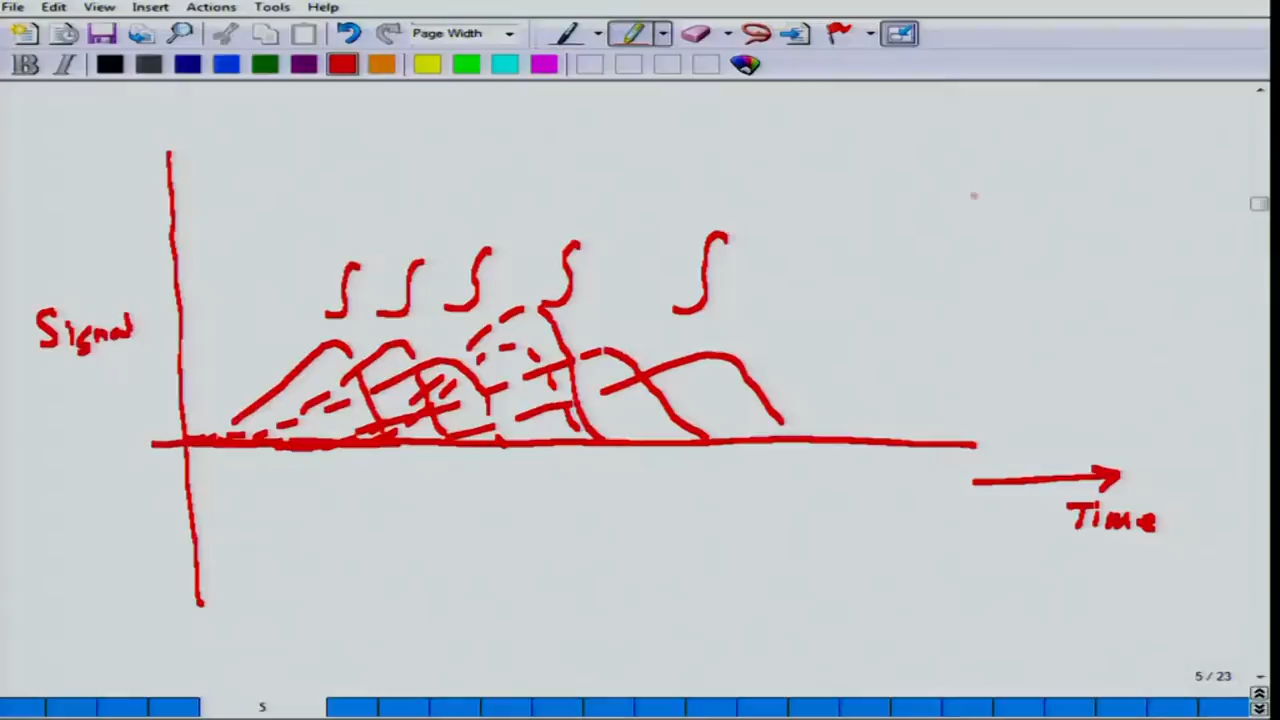 File Edit View Insert Actions Tools Help
Page Width
B I
∫ ∫ ∫ ∫ ∫
Signal
Time
5 / 23
5